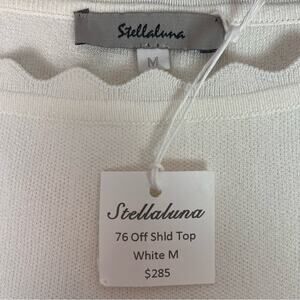 Stellaluna
M
Stellaluna
76 Off Shld Top
White M
$285